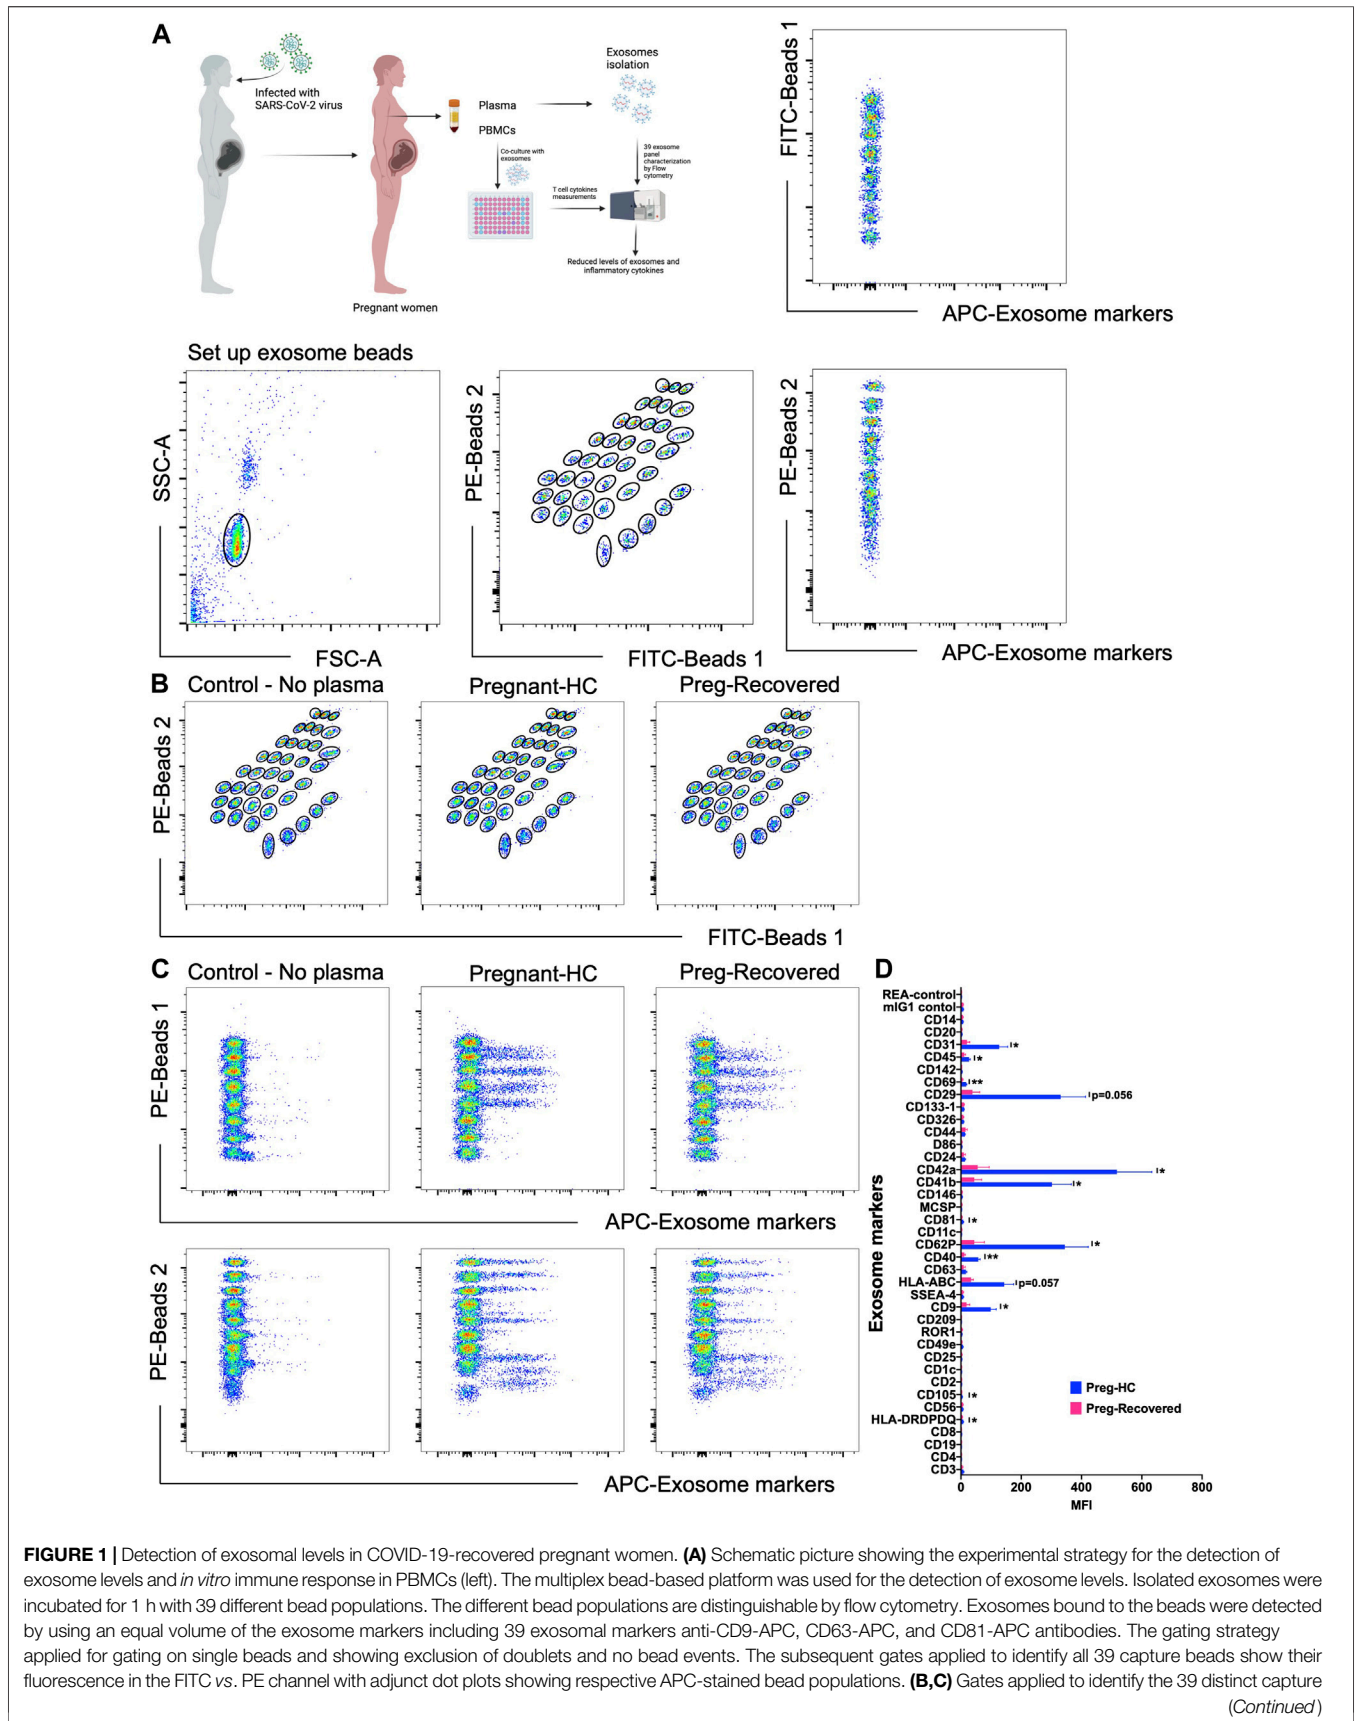 A
Infected with
SARS-CoV-2 virus
Plasma
PBMCs
Exosomes
isolation
Co-culture with
exosomes
39 exosome
panel
characterization
by Flow
cytometry
T cell cytokines
measurements
Reduced levels of exosomes and
inflammatory cytokines
Pregnant women
FITC-Beads 1
APC-Exosome markers
Set up exosome beads
SSC-A
FSC-A
PE-Beads 2
FITC-Beads 1
PE-Beads 2
APC-Exosome markers
B
Control - No plasma
Pregnant-HC
Preg-Recovered
PE-Beads 2
FITC-Beads 1
C
Control - No plasma
Pregnant-HC
Preg-Recovered
PE-Beads 1
APC-Exosome markers
PE-Beads 2
APC-Exosome markers
D
Exosome markers
REA-control
mIG1 contol
CD14
CD20
CD31 *
CD45 *
CD142
CD69 **
CD29 p=0.056
CD133-1
CD326
CD44
D86
CD24
CD42a *
CD41b *
CD146
MCSP
CD81 *
CD11c
CD62P *
CD40 **
CD63
HLA-ABC p=0.057
SSEA-4
CD9 *
CD209
ROR1
CD49e
CD25
CD1c
CD2
CD105 *
CD56
HLA-DRDPDQ *
CD8
CD19
CD4
CD3
Preg-HC
Preg-Recovered
0 200 400 600 800
MFI
FIGURE 1 | Detection of exosomal levels in COVID-19-recovered pregnant women. (A) Schematic picture showing the experimental strategy for the detection of
exosome levels and in vitro immune response in PBMCs (left). The multiplex bead-based platform was used for the detection of exosome levels. Isolated exosomes were
incubated for 1 h with 39 different bead populations. The different bead populations are distinguishable by flow cytometry. Exosomes bound to the beads were detected
by using an equal volume of the exosome markers including 39 exosomal markers anti-CD9-APC, CD63-APC, and CD81-APC antibodies. The gating strategy
applied for gating on single beads and showing exclusion of doublets and no bead events. The subsequent gates applied to identify all 39 capture beads show their
fluorescence in the FITC vs. PE channel with adjunct dot plots showing respective APC-stained bead populations. (B,C) Gates applied to identify the 39 distinct capture
(Continued)